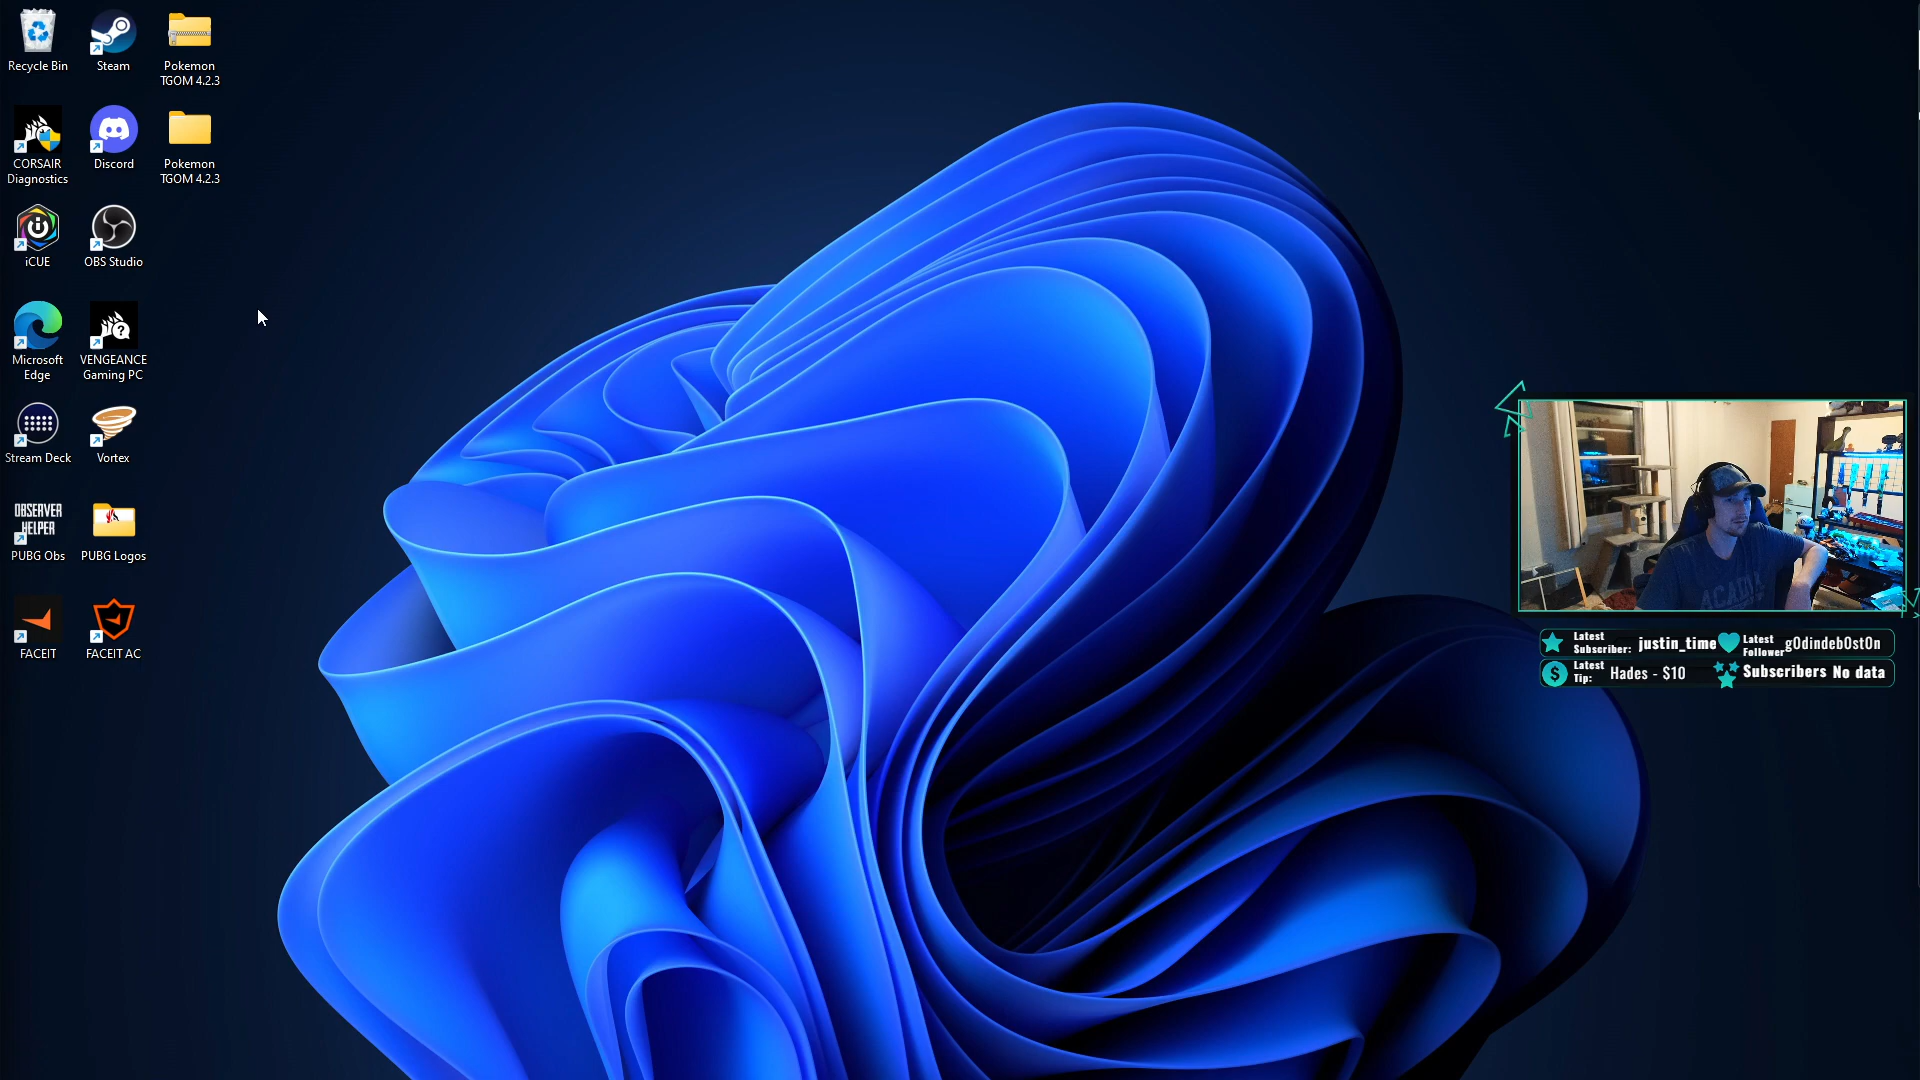 Recycle Bin
Steam
Pokemon
TGOM 4.2.3
CORSAIR
Diagnostics
Discord
Pokemon
TGOM 4.2.3
iCUE
OBS Studio
Microsoft
Edge
VENGEANCE
Gaming PC
Stream Deck
Vortex
OBSERVER
HELPER
PUBG Obs
PUBG Logos
FACEIT
FACEIT AC
ACADIA
Latest
Subscriber: justin_time
Latest
Follower g0dindeb0st0n
Latest
Tip: Hades - $10
Subscribers No data